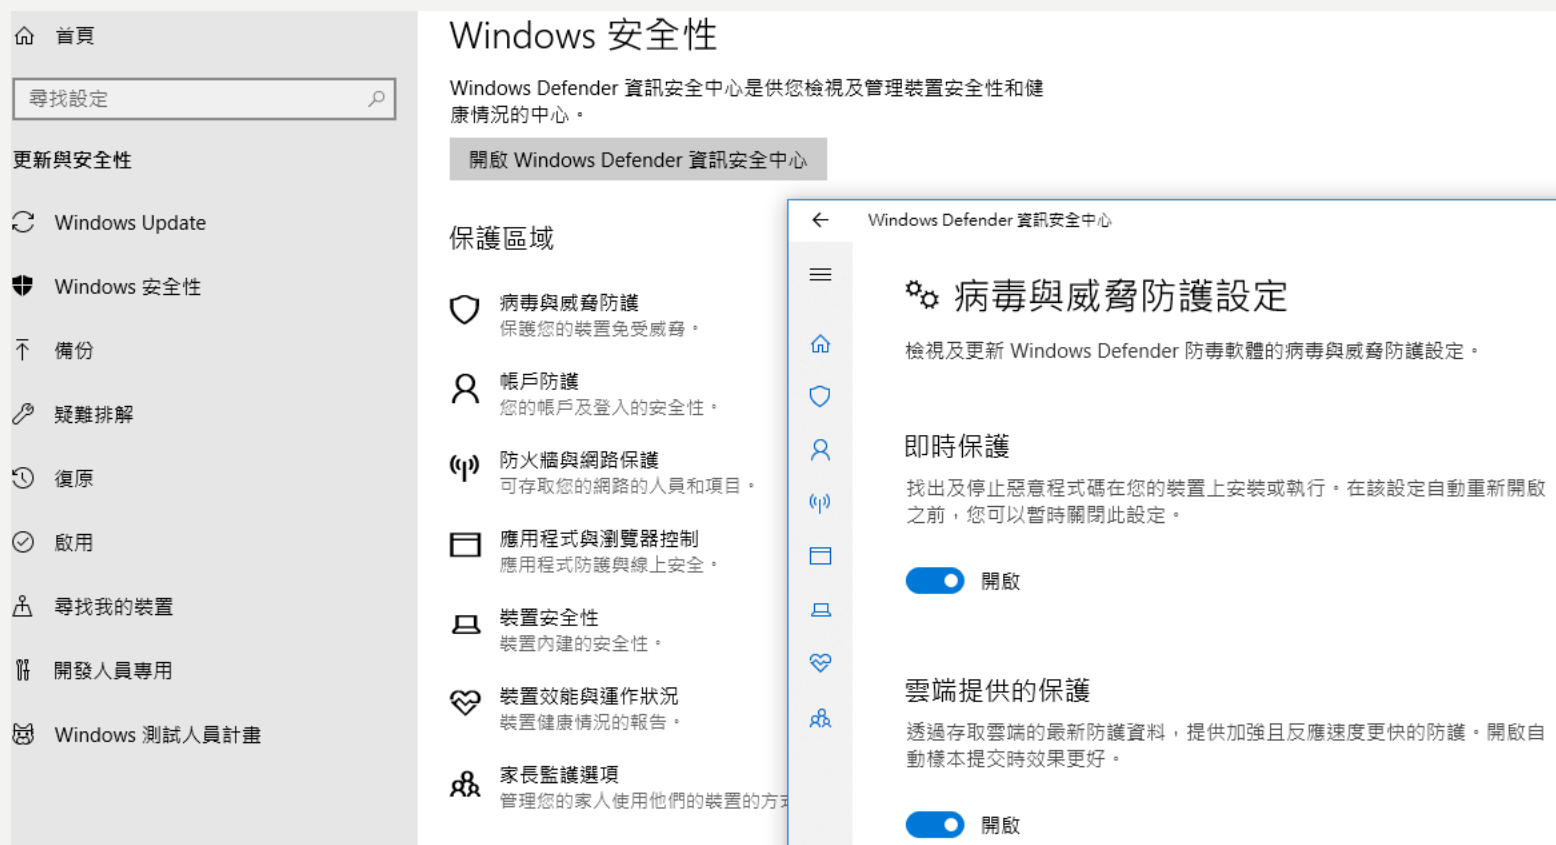 首頁
尋找設定
更新與安全性
Windows Update
Windows 安全性
備份
疑難排解
復原
啟用
尋找我的裝置
開發人員專用
Windows 測試人員計畫
Windows 安全性
Windows Defender 資訊安全中心是供您檢視及管理裝置安全性和健
康情況的中心。
開啟 Windows Defender 資訊安全中心
保護區域
病毒與威脅防護
保護您的裝置免受威脅。
帳戶防護
您的帳戶及登入的安全性。
防火牆與網路保護
可存取您的網路的人員和項目。
應用程式與瀏覽器控制
應用程式防護與線上安全。
裝置安全性
裝置內建的安全性。
裝置效能與運作狀況
裝置健康情況的報告。
家長監護選項
管理您的家人使用他們的裝置的方
Windows Defender 資訊安全中心
病毒與威脅防護設定
檢視及更新 Windows Defender 防毒軟體的病毒與威脅防護設定。
即時保護
找出及停止惡意程式碼在您的裝置上安裝或執行。在該設定自動重新開啟
之前，您可以暫時關閉此設定。
開啟
雲端提供的保護
透過存取雲端的最新防護資料，提供加強且反應速度更快的防護。開啟自
動樣本提交時效果更好。
開啟